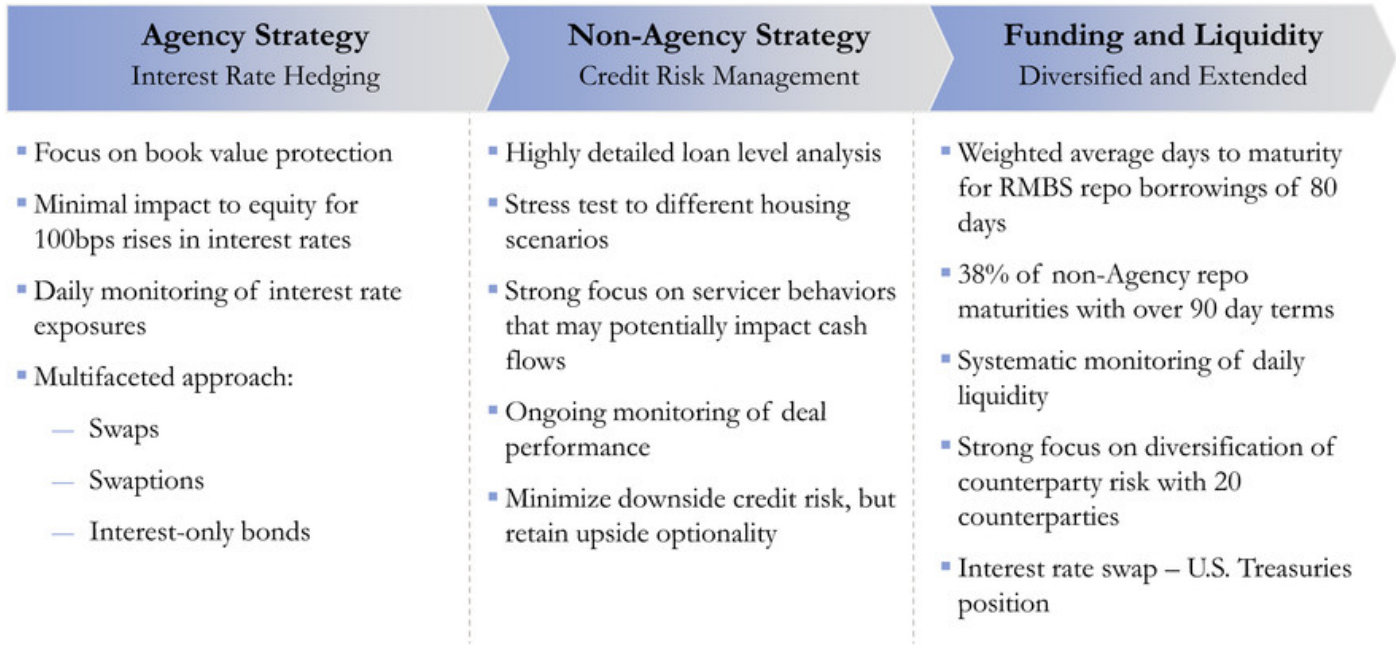 Agency Strategy
Interest Rate Hedging
▪ Focus on book value protection
▪ Minimal impact to equity for
100bps rises in interest rates
▪ Daily monitoring of interest rate
exposures
▪ Multifaceted approach:
— Swaps
— Swaptions
— Interest-only bonds
Non-Agency Strategy
Credit Risk Management
▪ Highly detailed loan level analysis
▪ Stress test to different housing
scenarios
▪ Strong focus on servicer behaviors
that may potentially impact cash
flows
▪ Ongoing monitoring of deal
performance
▪ Minimize downside credit risk, but
retain upside optionality
Funding and Liquidity
Diversified and Extended
▪ Weighted average days to maturity
for RMBS repo borrowings of 80
days
▪ 38% of non-Agency repo
maturities with over 90 day terms
▪ Systematic monitoring of daily
liquidity
▪ Strong focus on diversification of
counterparty risk with 20
counterparties
▪ Interest rate swap – U.S. Treasuries
position